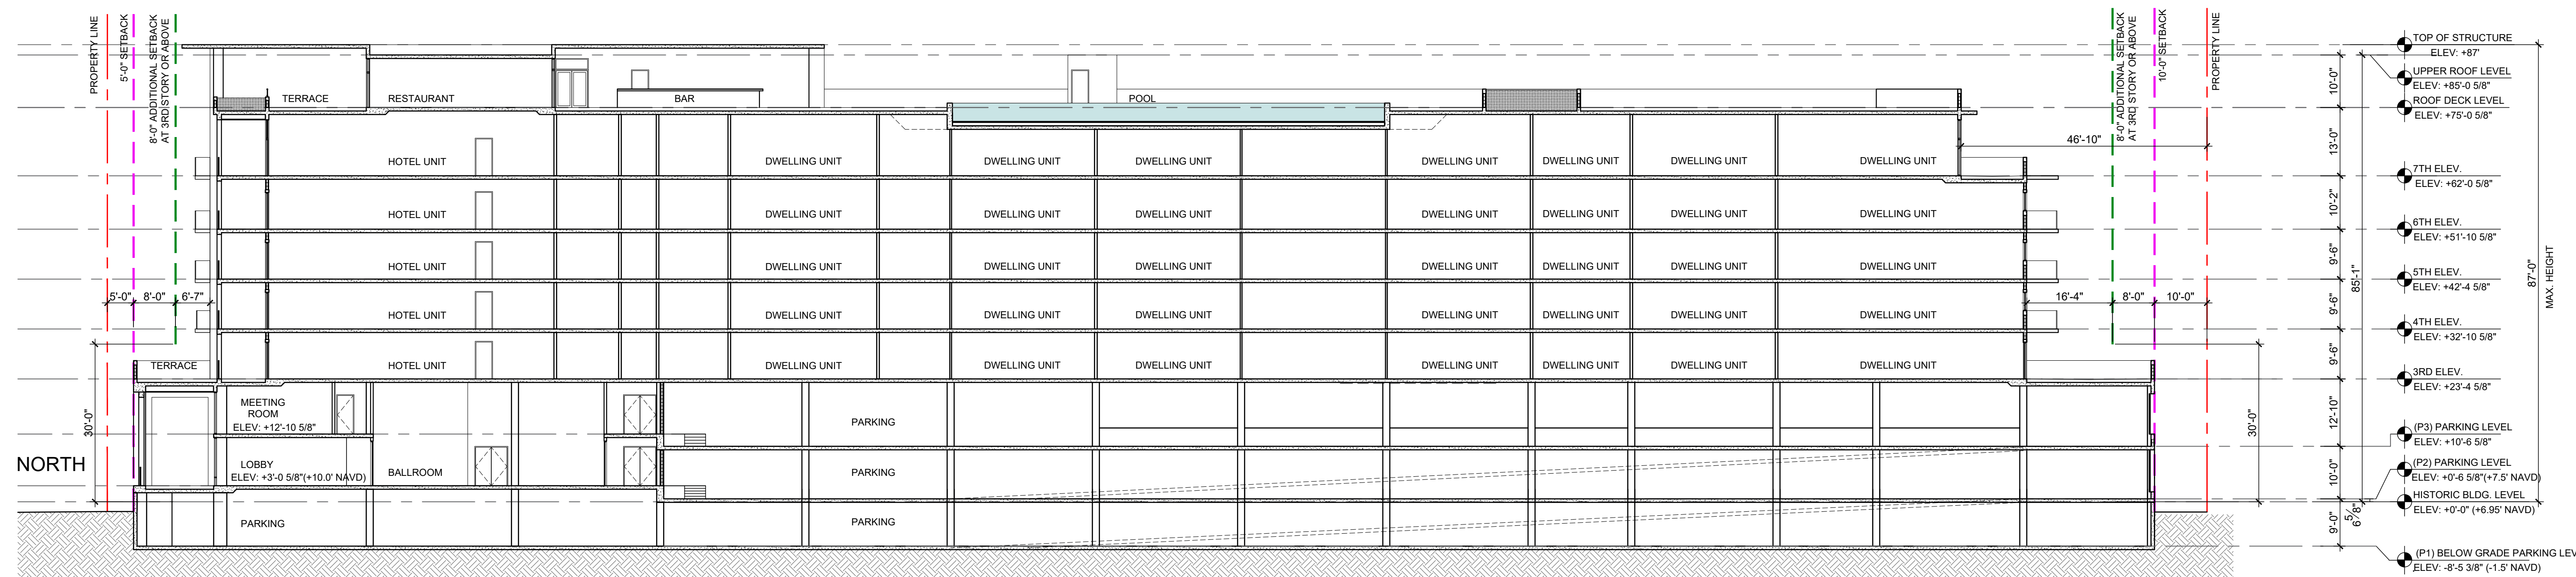 PROPERTY LINE
5'-0" SETBACK
8'-0" ADDITIONAL SETBACK
AT 3RD STORY OR ABOVE
8'-0" ADDITIONAL SETBACK
AT 3RD STORY OR ABOVE
10'-0" SETBACK
PROPERTY LINE
TERRACE
RESTAURANT
BAR
POOL
HOTEL UNIT
DWELLING UNIT
DWELLING UNIT
DWELLING UNIT
DWELLING UNIT
DWELLING UNIT
DWELLING UNIT
DWELLING UNIT
46'-10"
HOTEL UNIT
DWELLING UNIT
DWELLING UNIT
DWELLING UNIT
DWELLING UNIT
DWELLING UNIT
DWELLING UNIT
DWELLING UNIT
HOTEL UNIT
DWELLING UNIT
DWELLING UNIT
DWELLING UNIT
DWELLING UNIT
DWELLING UNIT
DWELLING UNIT
DWELLING UNIT
5'-0"
8'-0"
6'-7"
16'-4"
8'-0"
10'-0"
HOTEL UNIT
DWELLING UNIT
DWELLING UNIT
DWELLING UNIT
DWELLING UNIT
DWELLING UNIT
DWELLING UNIT
DWELLING UNIT
TERRACE
HOTEL UNIT
DWELLING UNIT
DWELLING UNIT
DWELLING UNIT
DWELLING UNIT
DWELLING UNIT
DWELLING UNIT
DWELLING UNIT
30'-0"
MEETING
ROOM
ELEV: +12'-10 5/8"
PARKING
30'-0"
NORTH
LOBBY
ELEV: +3'-0 5/8"(+10.0' NAVD)
BALLROOM
PARKING
PARKING
PARKING
10'-0"
13'-0"
10'-2"
9'-6"
9'-6"
9'-6"
12'-10"
10'-0"
9'-0"
6 5/8"
85'-1"
87'-0"
MAX. HEIGHT
TOP OF STRUCTURE
ELEV: +87'
UPPER ROOF LEVEL
ELEV: +85'-0 5/8"
ROOF DECK LEVEL
ELEV: +75'-0 5/8"
7TH ELEV.
ELEV: +62'-0 5/8"
6TH ELEV.
ELEV: +51'-10 5/8"
5TH ELEV.
ELEV: +42'-4 5/8"
4TH ELEV.
ELEV: +32'-10 5/8"
3RD ELEV.
ELEV: +23'-4 5/8"
(P3) PARKING LEVEL
ELEV: +10'-6 5/8"
(P2) PARKING LEVEL
ELEV: +0'-6 5/8"(+7.5' NAVD)
HISTORIC BLDG. LEVEL
ELEV: +0'-0" (+6.95' NAVD)
(P1) BELOW GRADE PARKING LEV
ELEV: -8'-5 3/8" (-1.5' NAVD)